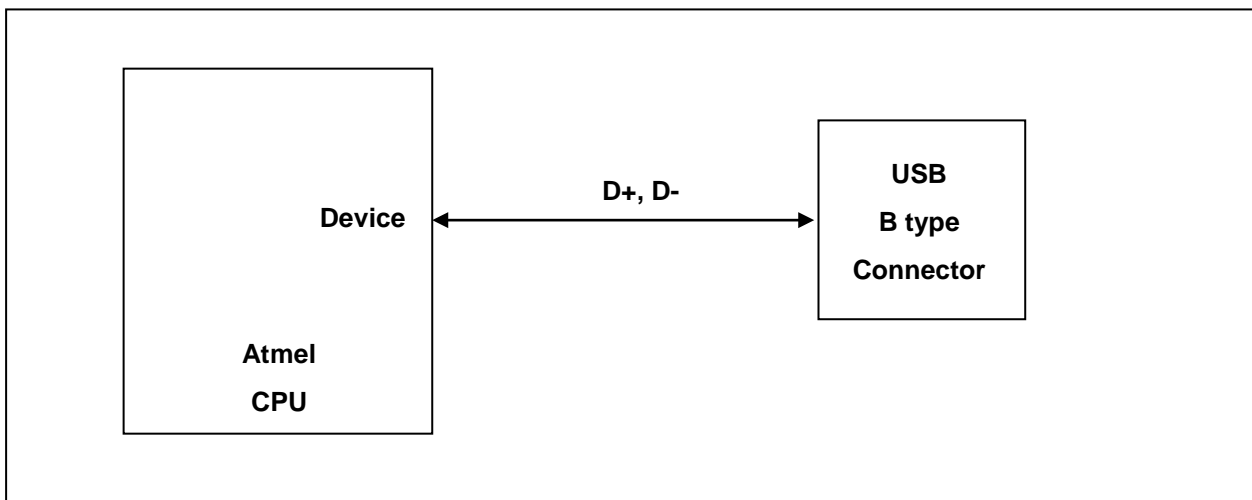 D+, D-
Device
USB
B type
Connector
Atmel
CPU